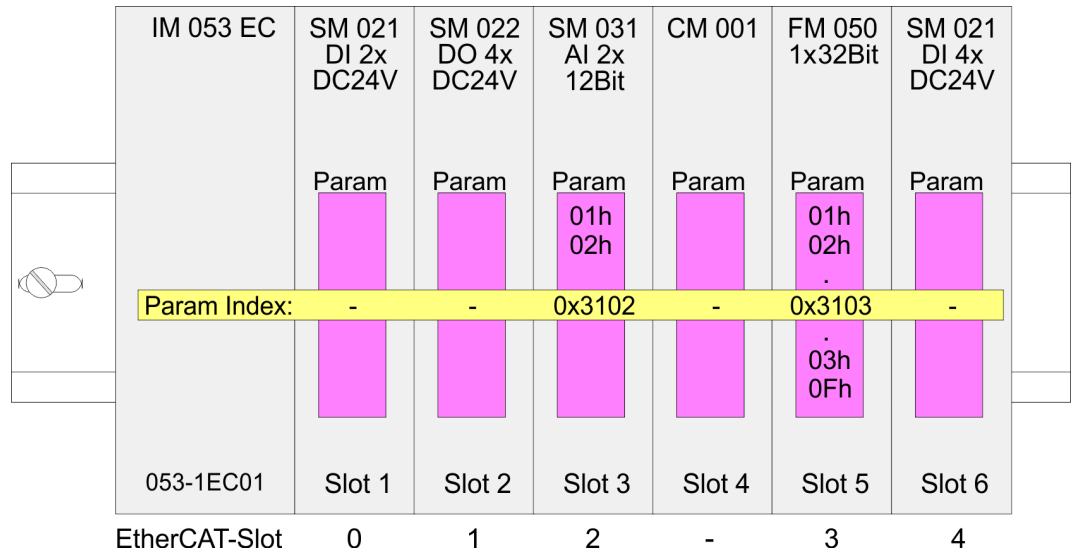 IM 053 EC
SM 021
DI 2x
DC24V
SM 022
DO 4x
DC24V
SM 031
AI 2x
12Bit
CM 001
FM 050
1x32Bit
SM 021
DI 4x
DC24V
Param Param Param Param Param Param
01h
02h
01h
02h
.
Param Index: - - 0x3102 - 0x3103 -
.
03h
0Fh
053-1EC01 Slot 1 Slot 2 Slot 3 Slot 4 Slot 5 Slot 6
EtherCAT-Slot 0 1 2 - 3 4